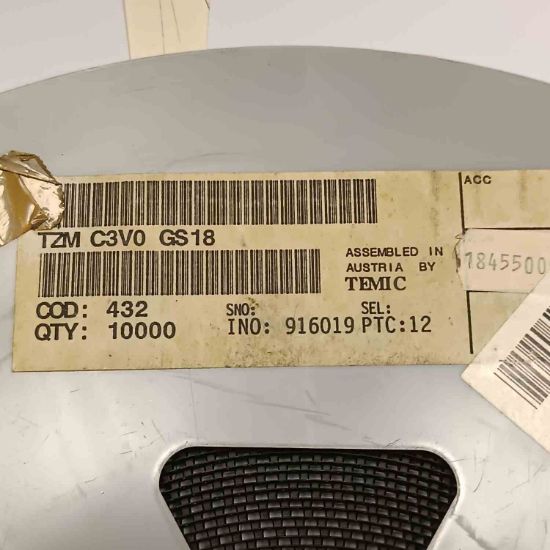 ACC
TZM C3V0 GS18
ASSEMBLED IN
AUSTRIA BY
TEMIC
COD: 432
SNO:
SEL:
QTY: 10000
INO: 916019
PTC:12